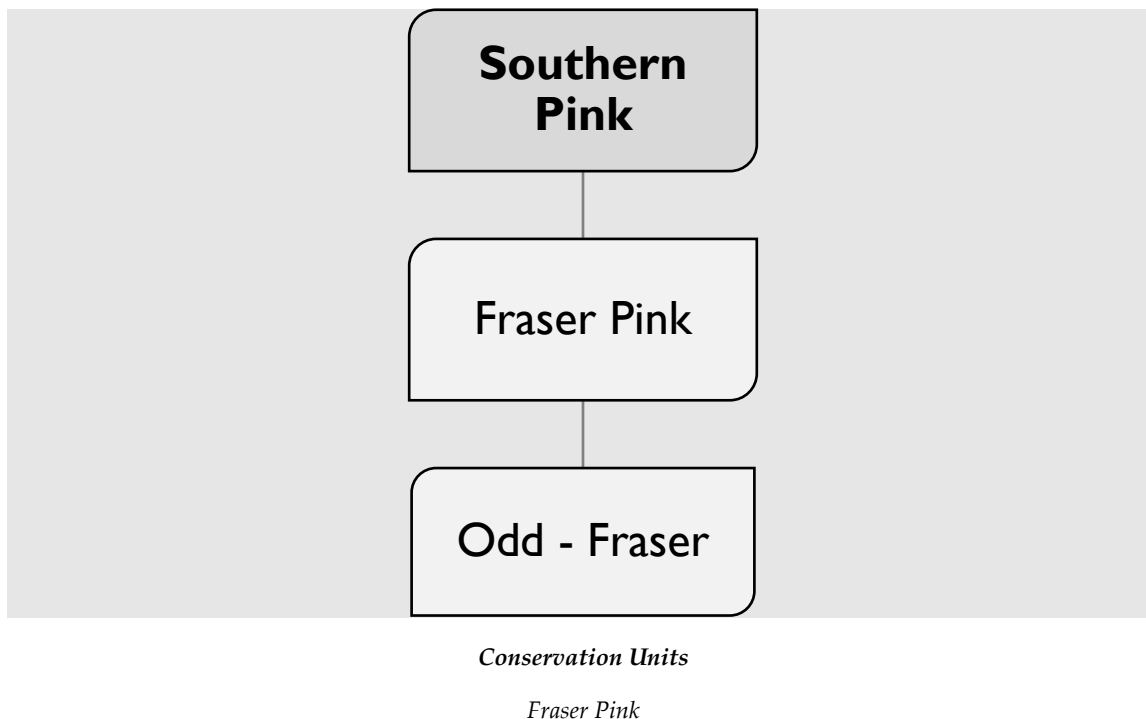 Southern
Pink
Fraser Pink
Odd - Fraser
Conservation Units
Fraser Pink